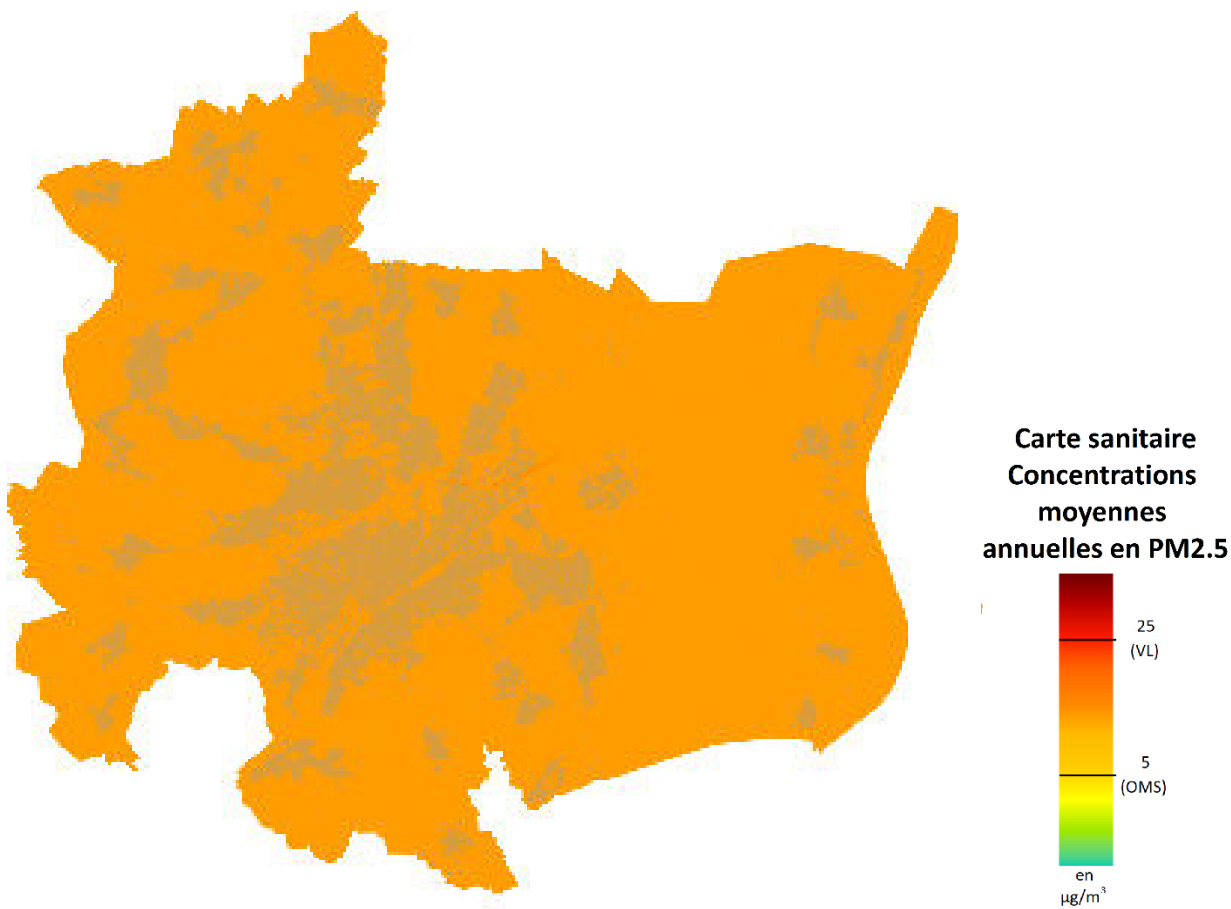 Carte sanitaire
Concentrations
moyennes
annuelles en PM2.5
25
(VL)
5
(OMS)
en
µg/m³